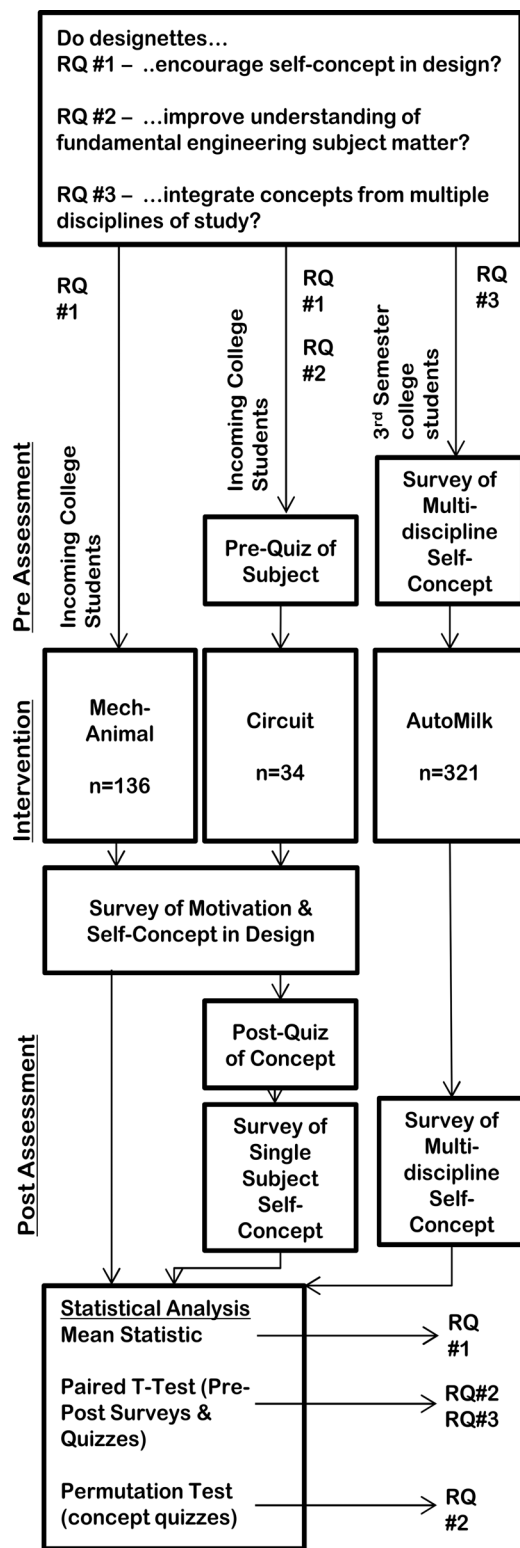 Do designettes…
RQ #1 – ..encourage self-concept in design?
RQ #2 – …improve understanding of
fundamental engineering subject matter?
RQ #3 – …integrate concepts from multiple
disciplines of study?
RQ
#1
RQ
#1
RQ
#2
RQ
#3
Pre Assessment
Incoming College
Students
Incoming College
Students
3rd Semester
college
students
Pre-Quiz of
Subject
Survey of
Multi-
discipline
Self-
Concept
Intervention
Mech-
Animal
n=136
Circuit
n=34
AutoMilk
n=321
Survey of Motivation &
Self-Concept in Design
Post Assessment
Post-Quiz
of Concept
Survey of
Single
Subject
Self-
Concept
Survey of
Multi-
discipline
Self-
Concept
Statistical Analysis
Mean Statistic
RQ
#1
Paired T-Test (Pre-
Post Surveys &
Quizzes)
RQ#2
RQ#3
Permutation Test
(concept quizzes)
RQ
#2